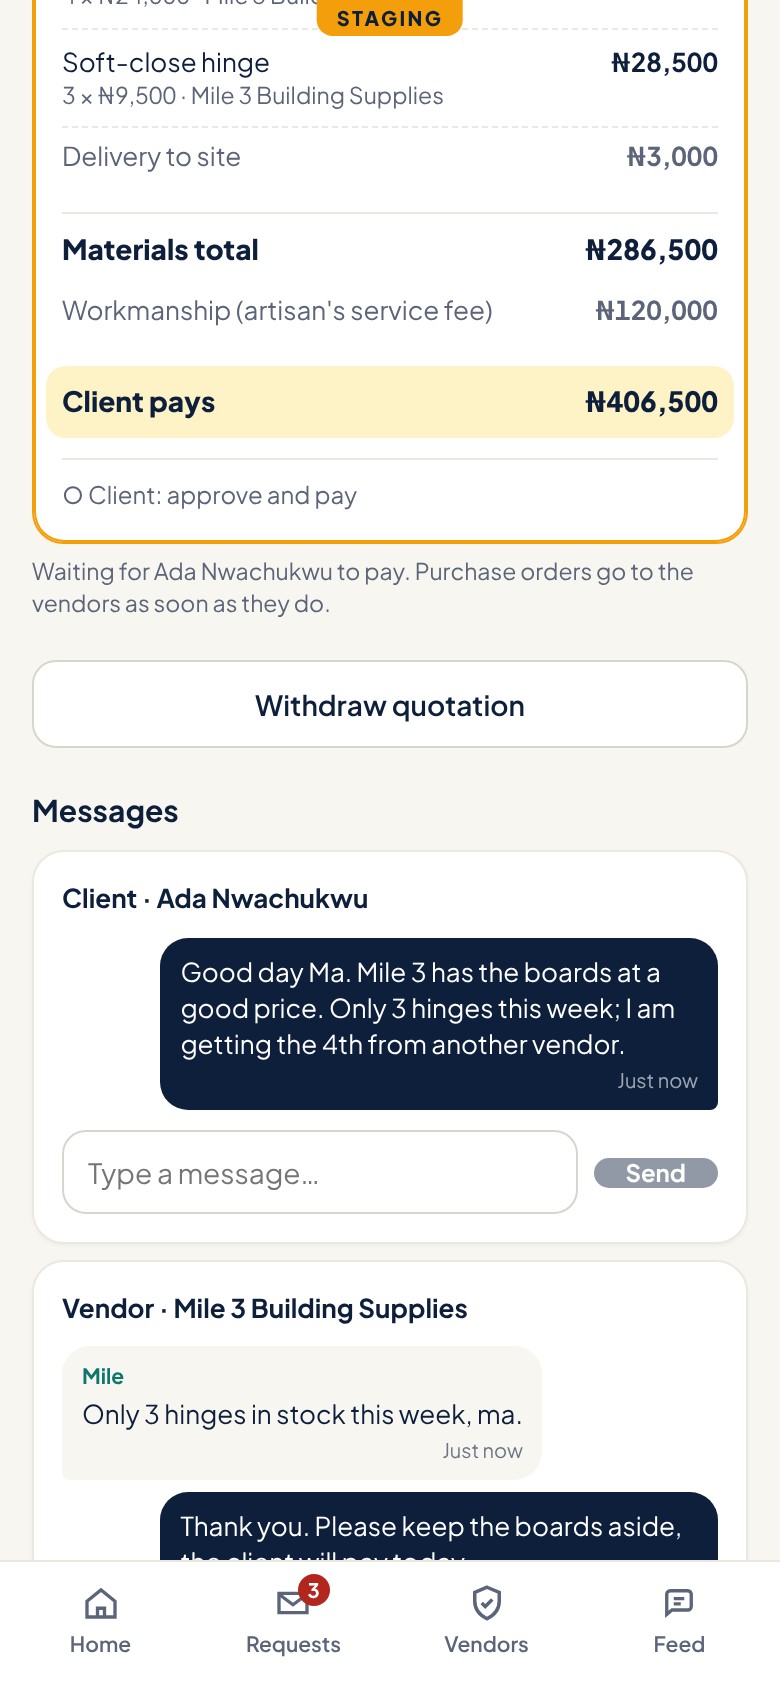 STAGING
Soft-close hinge ₦28,500
3 × ₦9,500 · Mile 3 Building Supplies
Delivery to site ₦3,000
Materials total ₦286,500
Workmanship (artisan's service fee) ₦120,000
Client pays ₦406,500
Client: approve and pay
Waiting for Ada Nwachukwu to pay. Purchase orders go to the
vendors as soon as they do.
Withdraw quotation
Messages
Client · Ada Nwachukwu
Good day Ma. Mile 3 has the boards at a
good price. Only 3 hinges this week; I am
getting the 4th from another vendor.
Just now
Type a message...
Send
Vendor · Mile 3 Building Supplies
Mile
Only 3 hinges in stock this week, ma.
Just now
Thank you. Please keep the boards aside,
the client will pay today.
3
Home Requests Vendors Feed